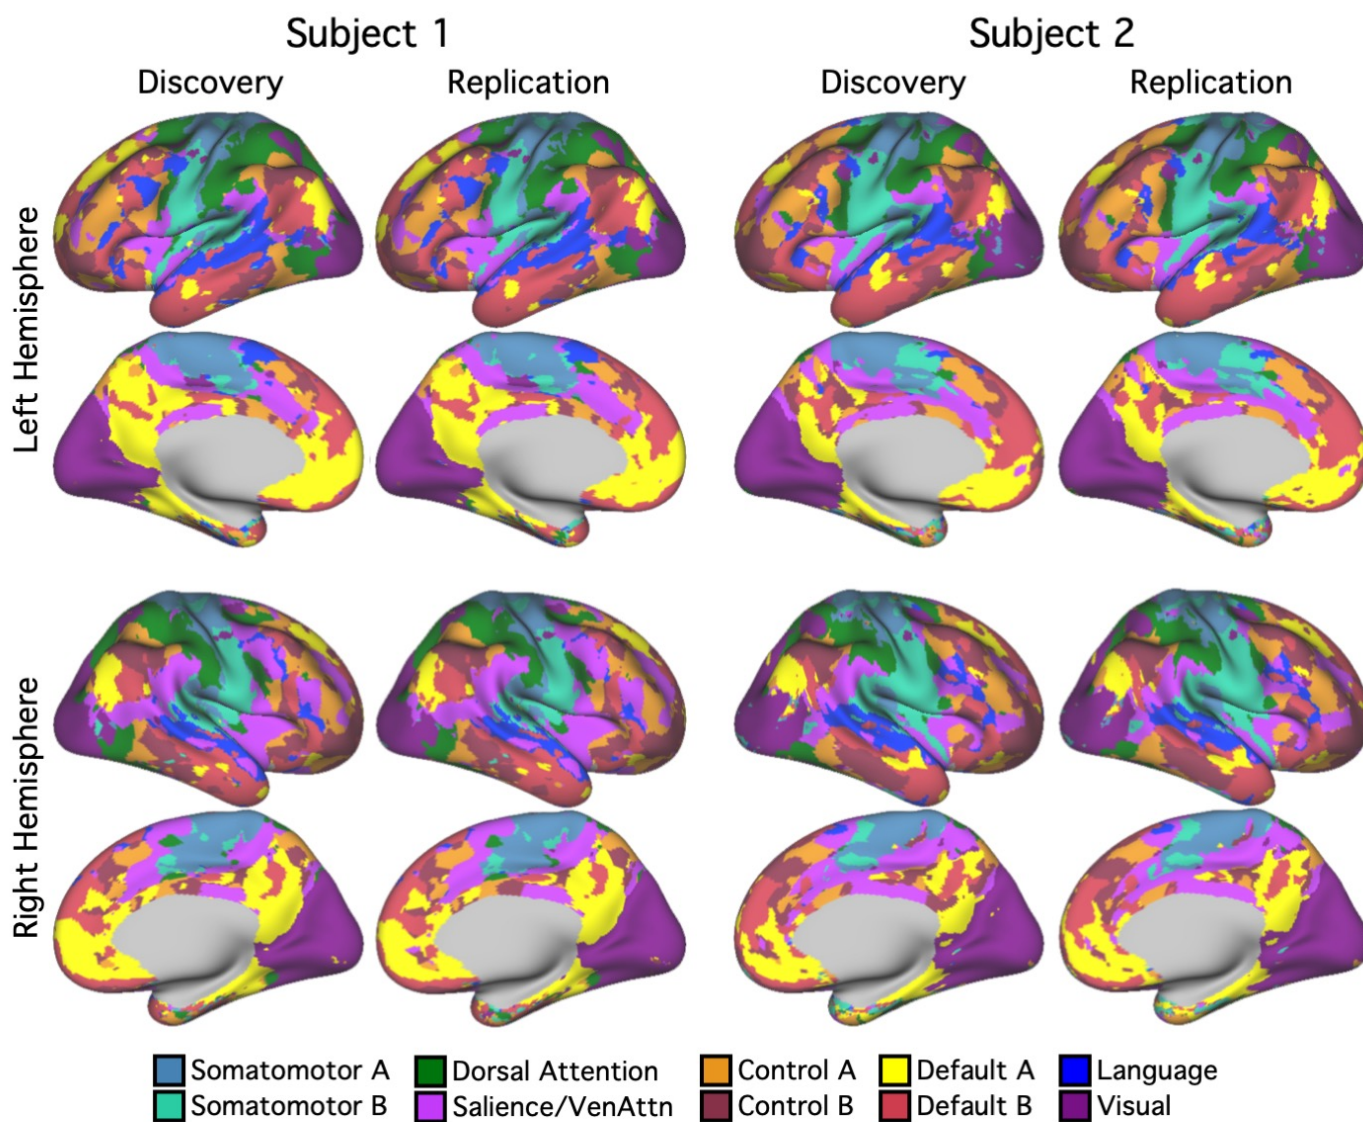 Subject 1
Subject 2
Discovery
Replication
Discovery
Replication
Left Hemisphere
Right Hemisphere
Somatomotor A
Dorsal Attention
Control A
Default A
Language
Somatomotor B
Salience/VenAttn
Control B
Default B
Visual